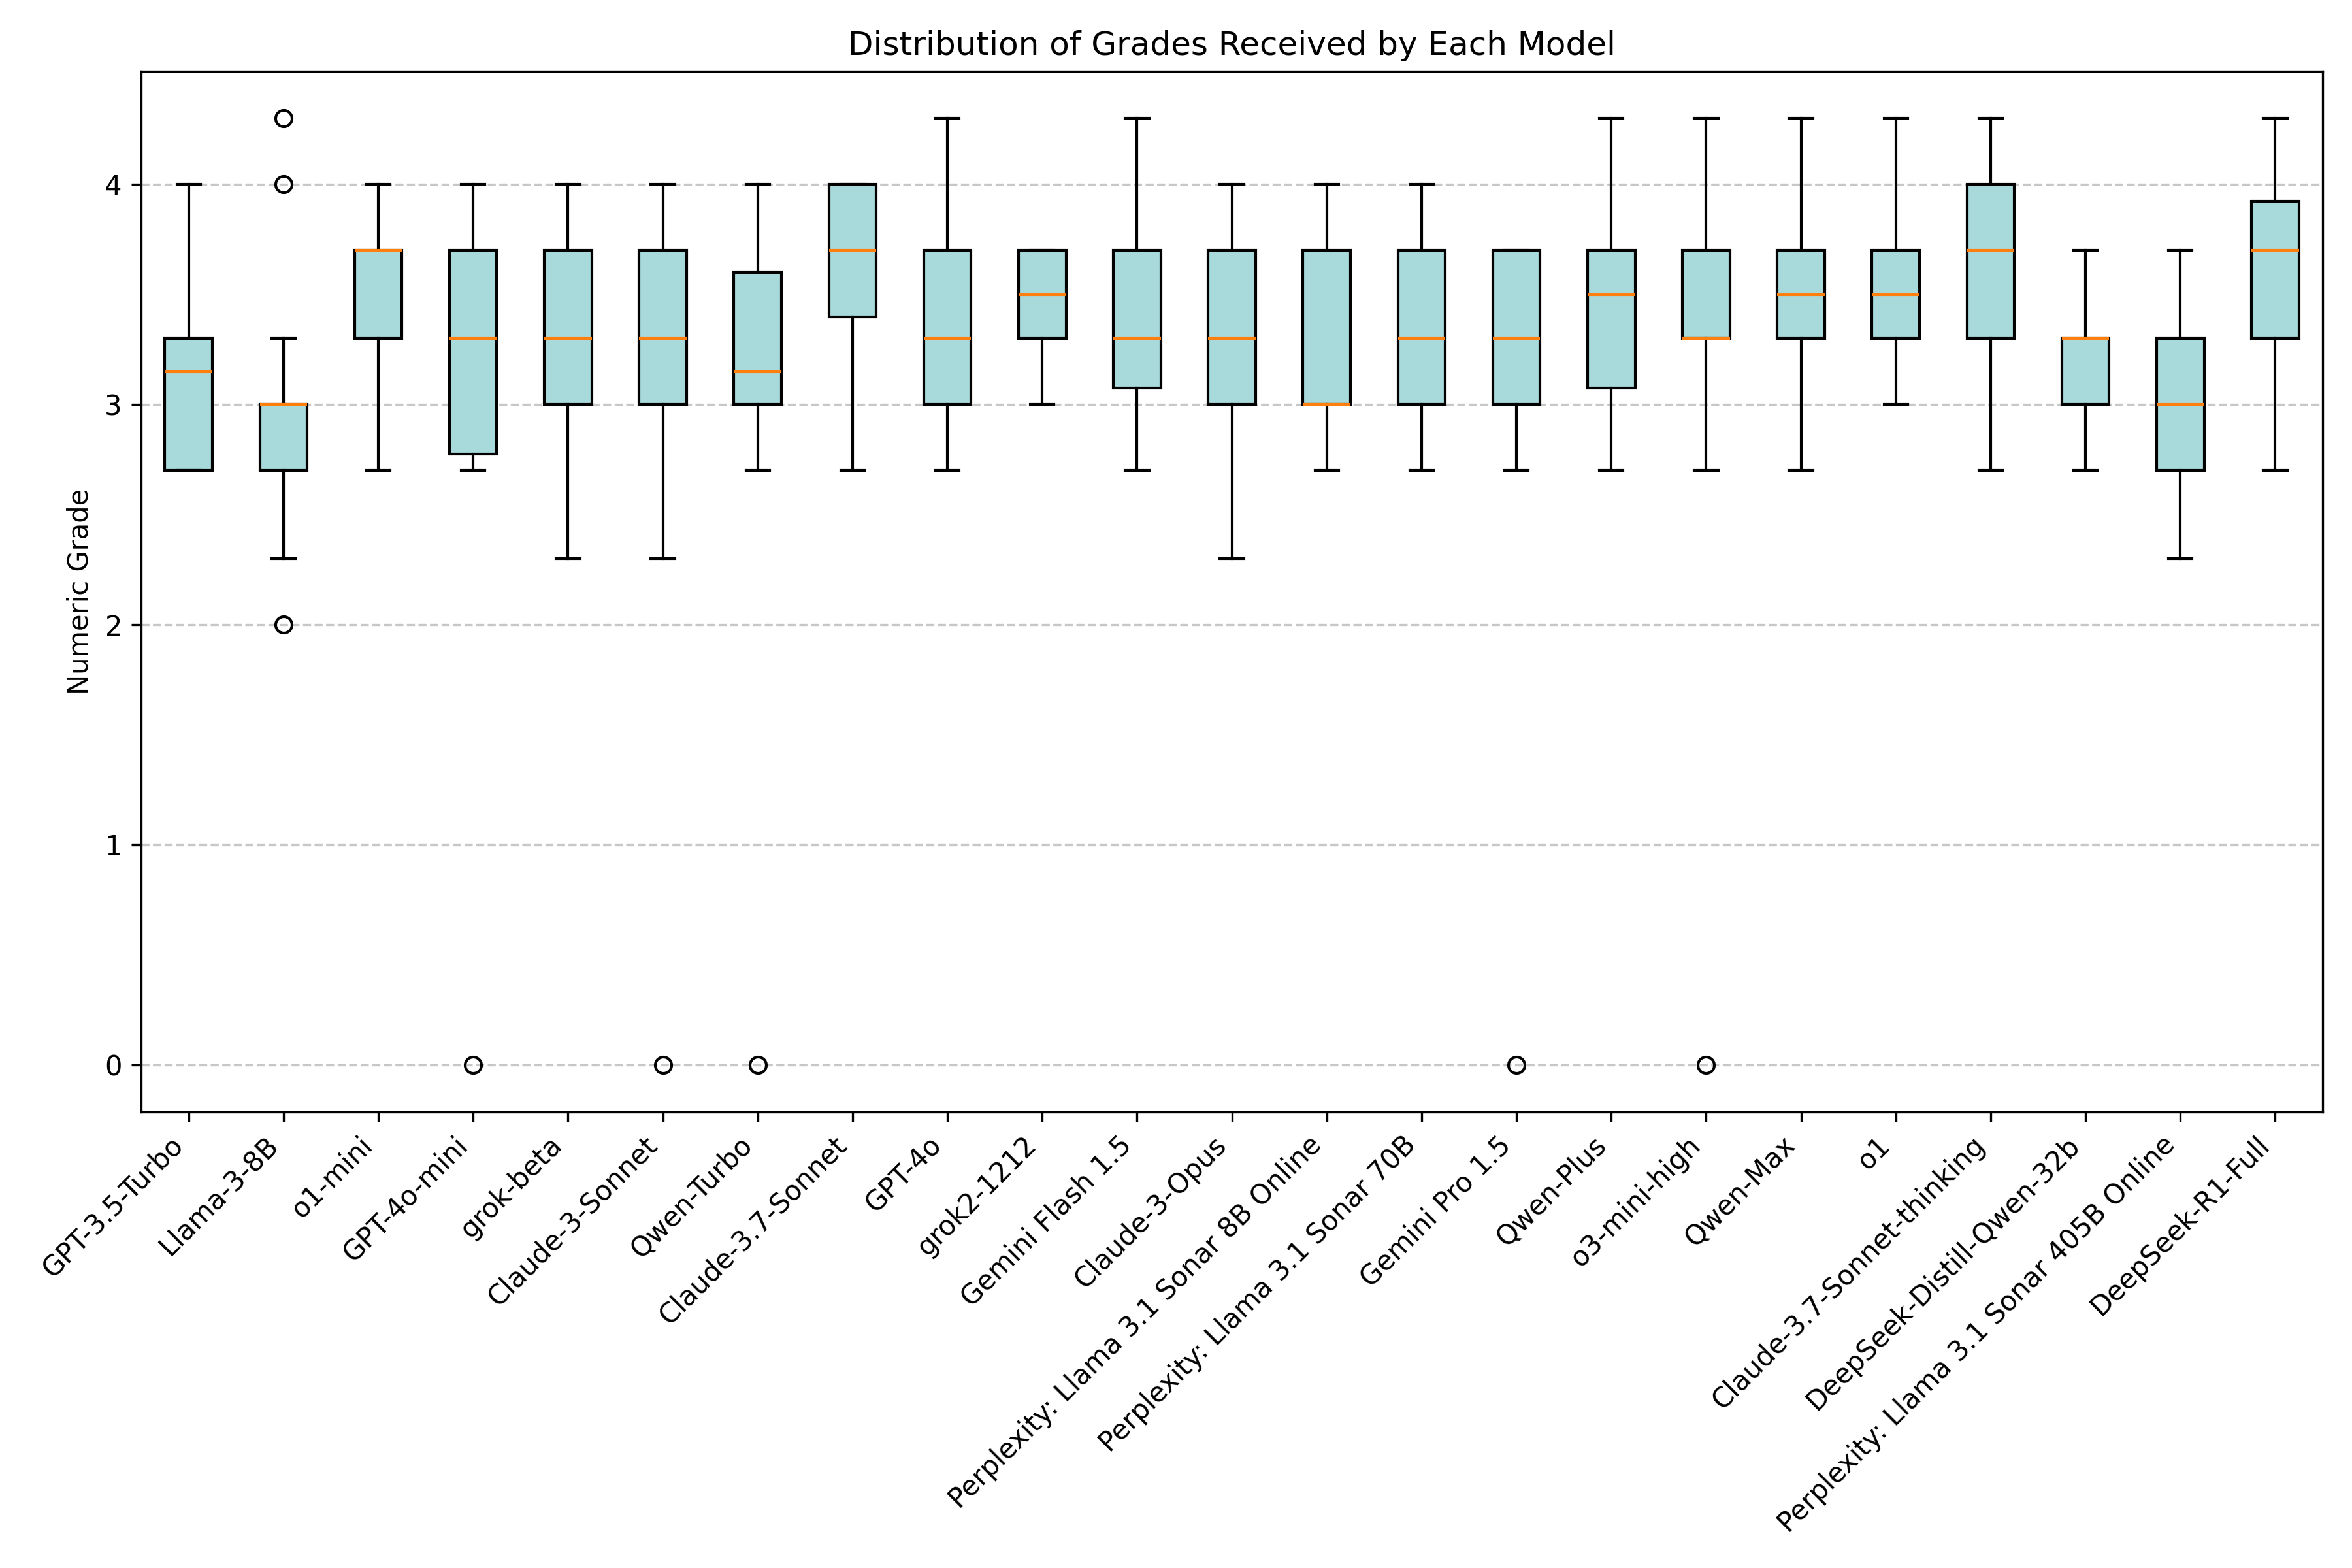 Distribution of Grades Received by Each Model
Numeric Grade
4
3
2
1
0
GPT-3.5-Turbo
Llama-3-8B
o1-mini
GPT-4o-mini
grok-beta
Claude-3-Sonnet
Qwen-Turbo
Claude-3.7-Sonnet
GPT-4o
grok2-1212
Gemini Flash 1.5
Claude-3-Opus
Perplexity: Llama 3.1 Sonar 8B Online
Perplexity: Llama 3.1 Sonar 70B
Gemini Pro 1.5
Qwen-Plus
o3-mini-high
Qwen-Max
o1
Claude-3.7-Sonnet-thinking
DeepSeek-Distill-Qwen-32b
Perplexity: Llama 3.1 Sonar 405B Online
DeepSeek-R1-Full